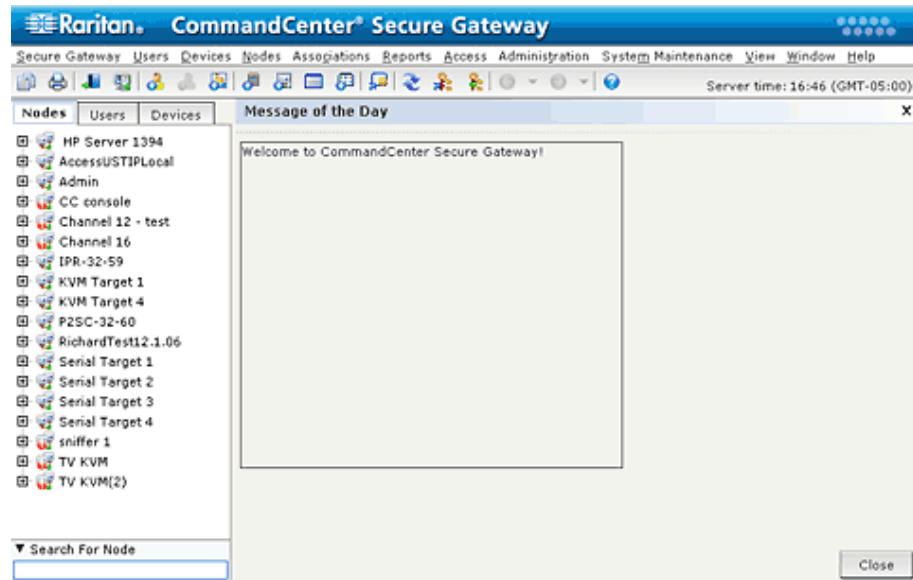 Raritan. CommandCenter® Secure Gateway
Secure Gateway Users Devices Nodes Associations Reports Access Administration System Maintenance View Window Help
Server time: 16:46 (GMT-05:00)
Nodes Users Devices
Message of the Day X
HP Server 1394
AccessUSTIPLocal
Admin
CC console
Channel 12 - test
Channel 16
IPR-32-59
KVM Target 1
KVM Target 4
P2SC-32-60
RichardTest12.1.06
Serial Target 1
Serial Target 2
Serial Target 3
Serial Target 4
sniffer 1
TV KVM
TV KVM(2)
Welcome to CommandCenter Secure Gateway!
▼ Search For Node
Close